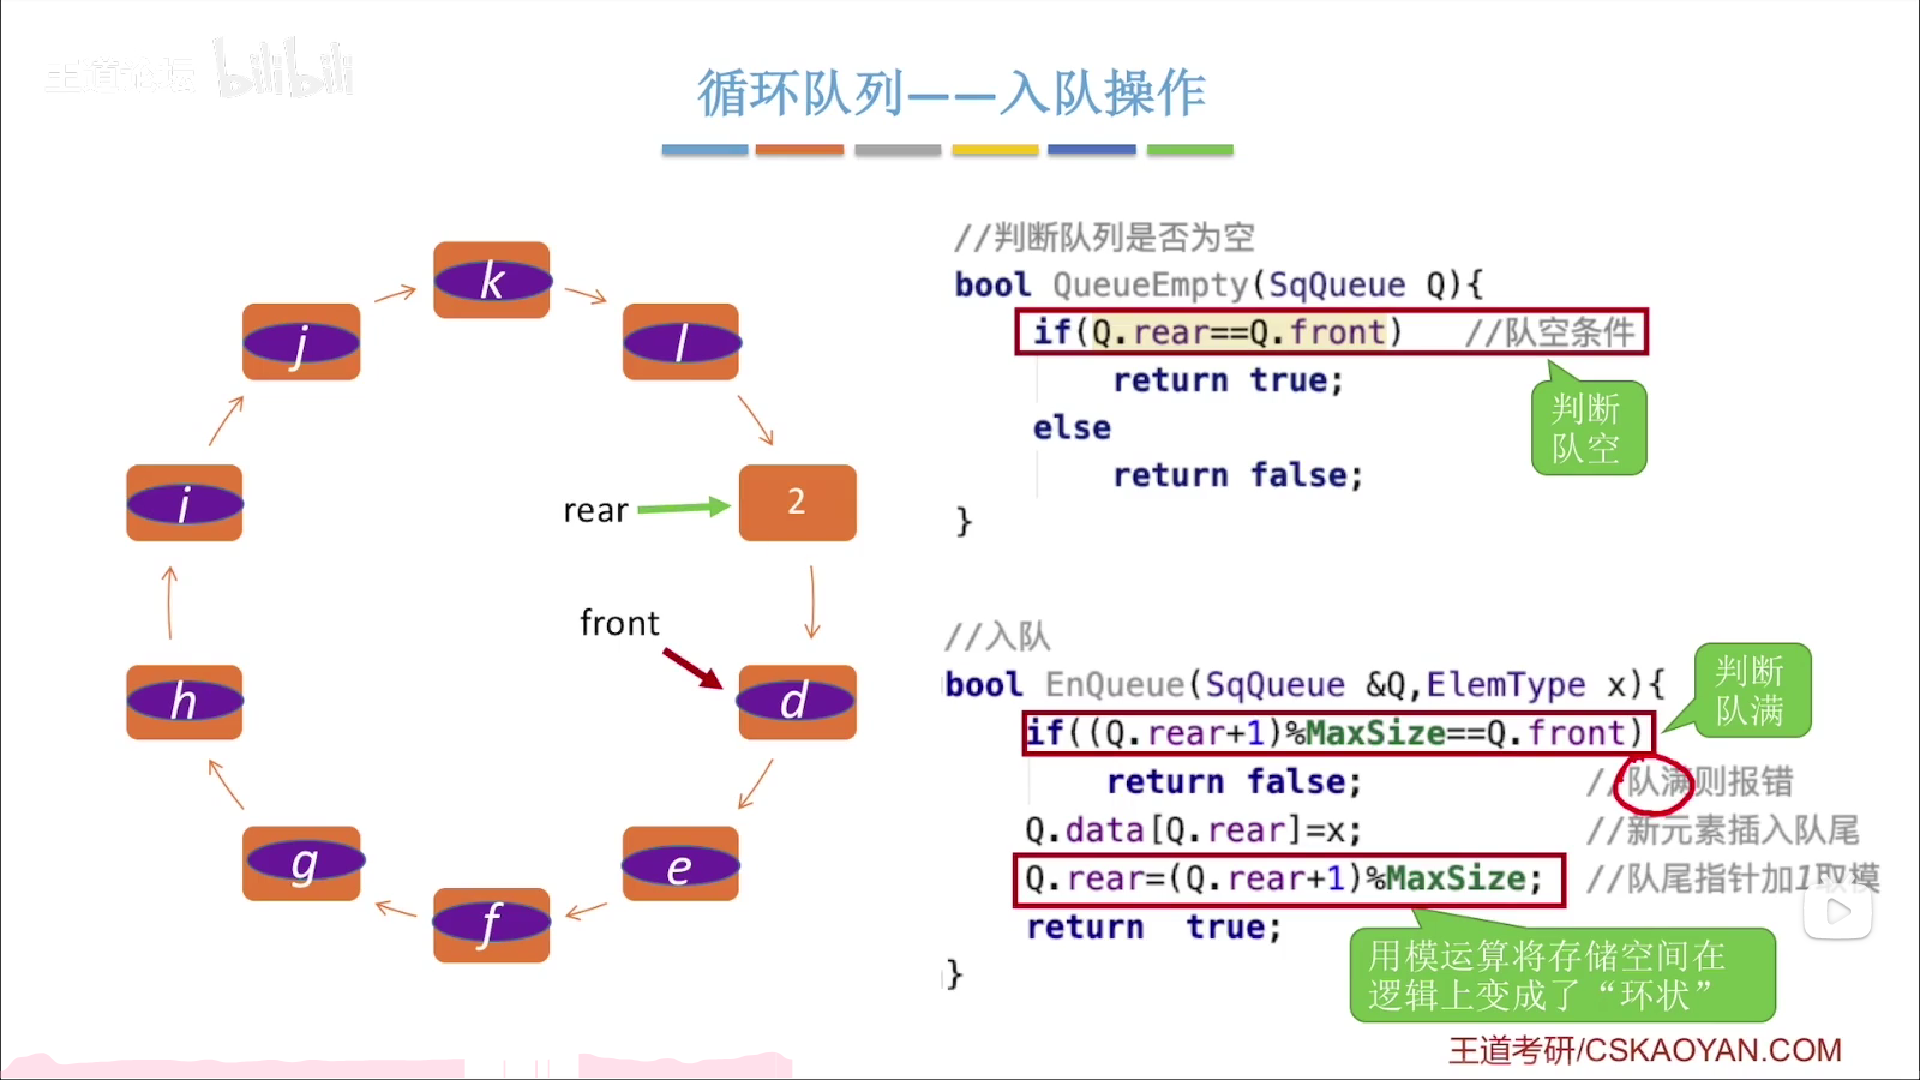 王道论坛 bilibili
循环队列——入队操作
k
j
l
i
rear
2
front
h
d
g
e
f
//判断队列是否为空
bool QueueEmpty(SqQueue Q){
if(Q.rear==Q.front) //队空条件
return true;
else
return false;
}
判断
队空
//入队
bool EnQueue(SqQueue &Q,ElemType x){
if((Q.rear+1)%MaxSize==Q.front)
return false; //队满则报错
Q.data[Q.rear]=x; //新元素插入队尾
Q.rear=(Q.rear+1)%MaxSize; //队尾指针加1取模
return true;
}
判断
队满
用模运算将存储空间在
逻辑上变成了“环状”
王道考研/CSKAOYAN.COM